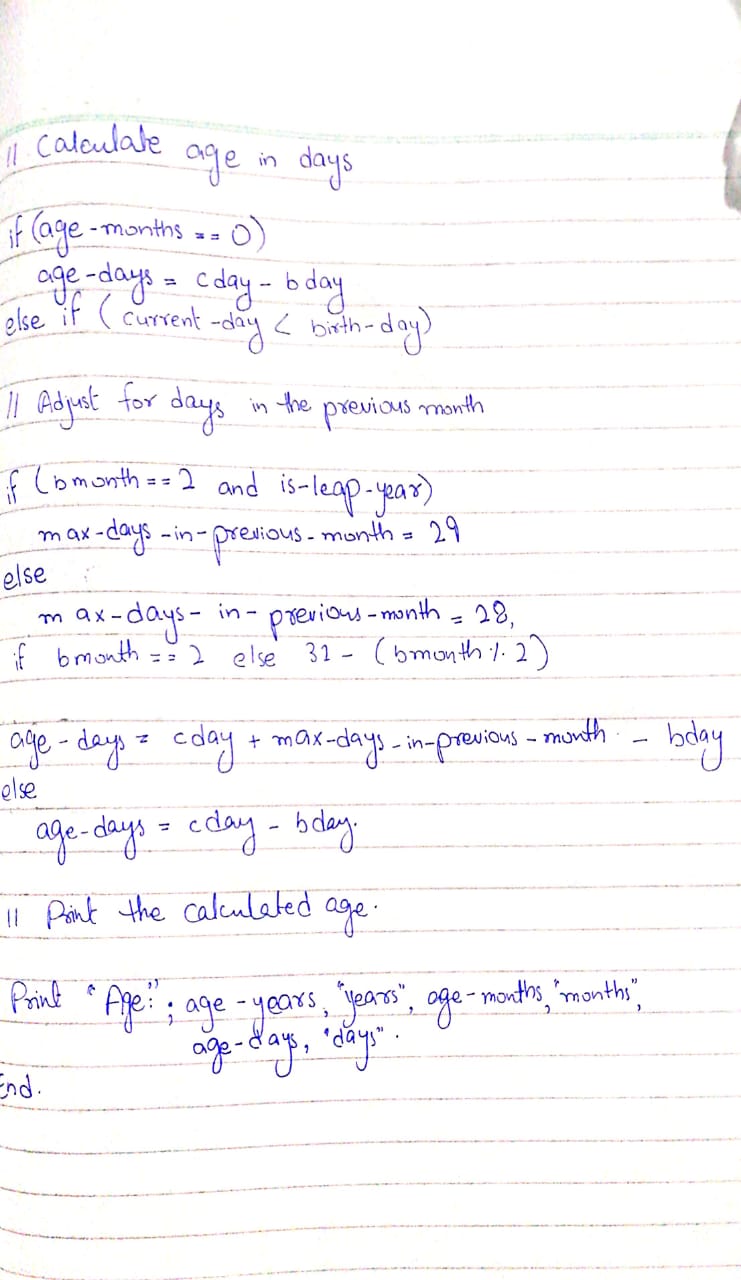 // Calculate age in days
if (age-months == 0)
age-days = cday - bday
else if (current-day < birth-day)
// Adjust for days in the previous month
if (bmonth == 2 and is-leap-year)
max-days-in-previous-month = 29
else
max-days-in-previous-month = 28,
if bmonth == 2 else 31 - (bmonth % 2)
age-days = cday + max-days-in-previous-month - bday
else
age-days = cday - bday.
// Print the calculated age.
Print "Age:"; age-years, "years", age-months, "months",
age-days, "days".
End.